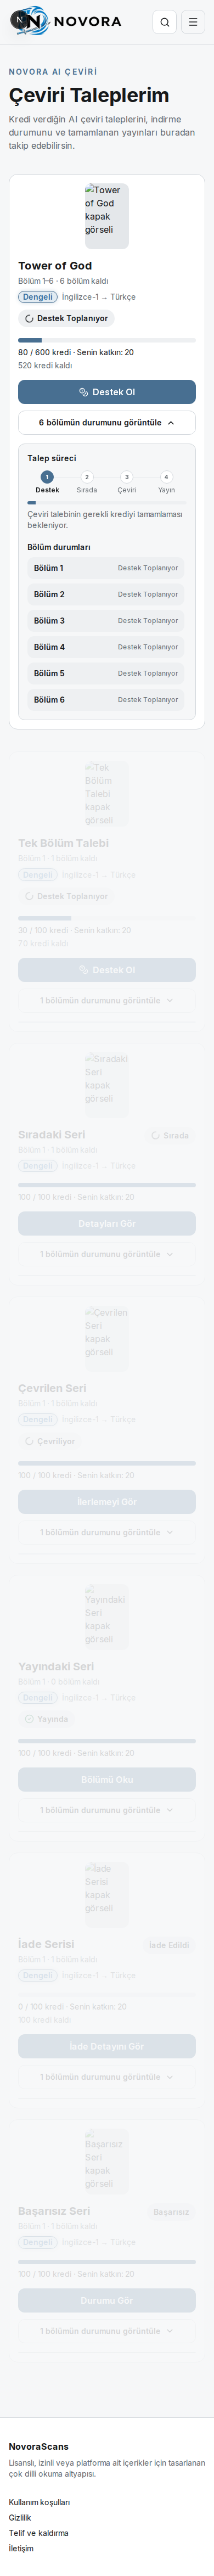 N
NOVORA
NOVORA AI ÇEVİRİ
Çeviri Taleplerim
Kredi verdiğin AI çeviri taleplerini, indirme
durumunu ve tamamlanan yayınları buradan
takip edebilirsin.
Tower
of God
kapak
görseli
Tower of God
Bölüm 1–6 · 6 bölüm kaldı
Dengeli İngilizce-1 → Türkçe
Destek Toplanıyor
80 / 600 kredi · Senin katkın: 20
520 kredi kaldı
Destek Ol
6 bölümün durumunu görüntüle
Talep süreci
1 2 3 4
Destek Sırada Çeviri Yayın
Çeviri talebinin gerekli krediyi tamamlaması
bekleniyor.
Bölüm durumları
Bölüm 1 Destek Toplanıyor
Bölüm 2 Destek Toplanıyor
Bölüm 3 Destek Toplanıyor
Bölüm 4 Destek Toplanıyor
Bölüm 5 Destek Toplanıyor
Bölüm 6 Destek Toplanıyor
Tek
Bölüm
Talebi
kapak
görseli
Tek Bölüm Talebi
Bölüm 1 · 1 bölüm kaldı
Dengeli İngilizce-1 → Türkçe
Destek Toplanıyor
30 / 100 kredi · Senin katkın: 20
70 kredi kaldı
Destek Ol
1 bölümün durumunu görüntüle
Sıradaki
Seri
kapak
görseli
Sıradaki Seri Sırada
Bölüm 1 · 1 bölüm kaldı
Dengeli İngilizce-1 → Türkçe
100 / 100 kredi · Senin katkın: 20
Detayları Gör
1 bölümün durumunu görüntüle
Çevrilen
Seri
kapak
görseli
Çevrilen Seri
Bölüm 1 · 1 bölüm kaldı
Dengeli İngilizce-1 → Türkçe
Çevriliyor
100 / 100 kredi · Senin katkın: 20
İlerlemeyi Gör
1 bölümün durumunu görüntüle
Yayındaki
Seri
kapak
görseli
Yayındaki Seri
Bölüm 1 · 0 bölüm kaldı
Dengeli İngilizce-1 → Türkçe
Yayında
100 / 100 kredi · Senin katkın: 20
Bölümü Oku
1 bölümün durumunu görüntüle
İade
Serisi
kapak
görseli
İade Serisi İade Edildi
Bölüm 1 · 1 bölüm kaldı
Dengeli İngilizce-1 → Türkçe
0 / 100 kredi · Senin katkın: 20
100 kredi kaldı
İade Detayını Gör
1 bölümün durumunu görüntüle
Başarısız
Seri
kapak
görseli
Başarısız Seri Başarısız
Bölüm 1 · 1 bölüm kaldı
Dengeli İngilizce-1 → Türkçe
100 / 100 kredi · Senin katkın: 20
Durumu Gör
1 bölümün durumunu görüntüle
NovoraScans
Lisanslı, izinli veya platforma ait içerikler için tasarlanan
çok dilli okuma altyapısı.
Kullanım koşulları
Gizlilik
Telif ve kaldırma
İletişim